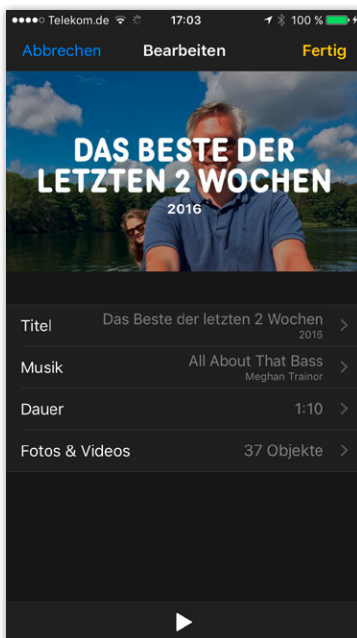 Telekom.de 17:03 100 %
Abbrechen Bearbeiten Fertig
DAS BESTE DER
LETZTEN 2 WOCHEN
2016
Titel Das Beste der letzten 2 Wochen
2016
Musik All About That Bass
Meghan Trainor
Dauer 1:10
Fotos & Videos 37 Objekte